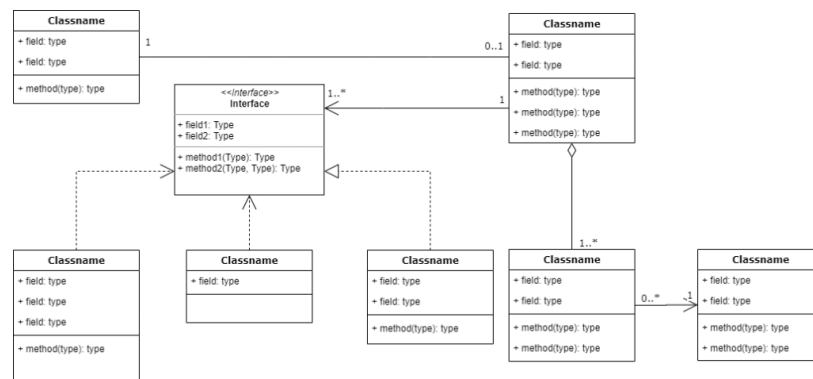 Classname
+ field: type
+ field: type
+ method(type): type
1
0..1
Classname
+ field: type
+ field: type
+ method(type): type
+ method(type): type
+ method(type): type
<<interface>>
Interface
+ field1: Type
+ field2: Type
+ method1(Type): Type
+ method2(Type, Type): Type
1..*
1
Classname
+ field: type
+ field: type
+ field: type
+ method(type): type
Classname
+ field: type
Classname
+ field: type
+ field: type
+ method(type): type
1..*
Classname
+ field: type
+ field: type
+ method(type): type
+ method(type): type
0..*
1
Classname
+ field: type
+ field: type
+ method(type): type
+ method(type): type